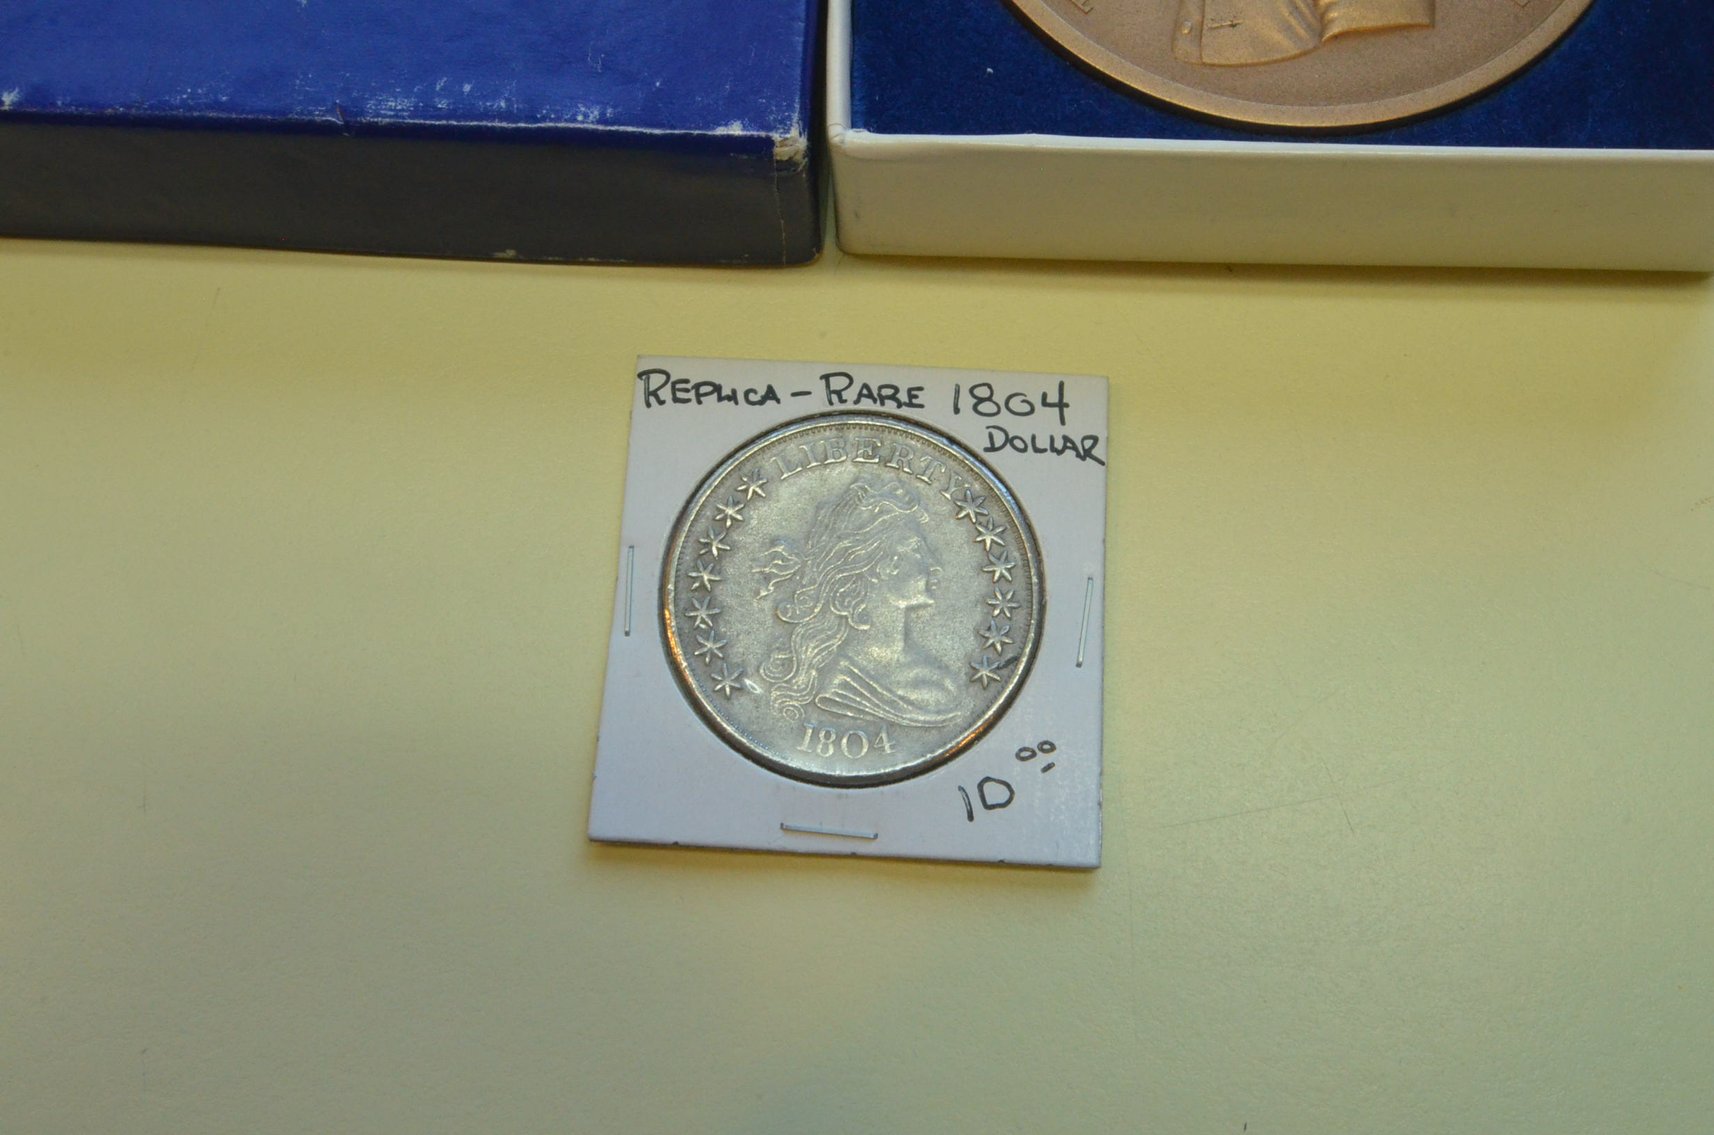 REPLICA - RARE 1804
DOLLAR
LIBERTY
1804
10 00